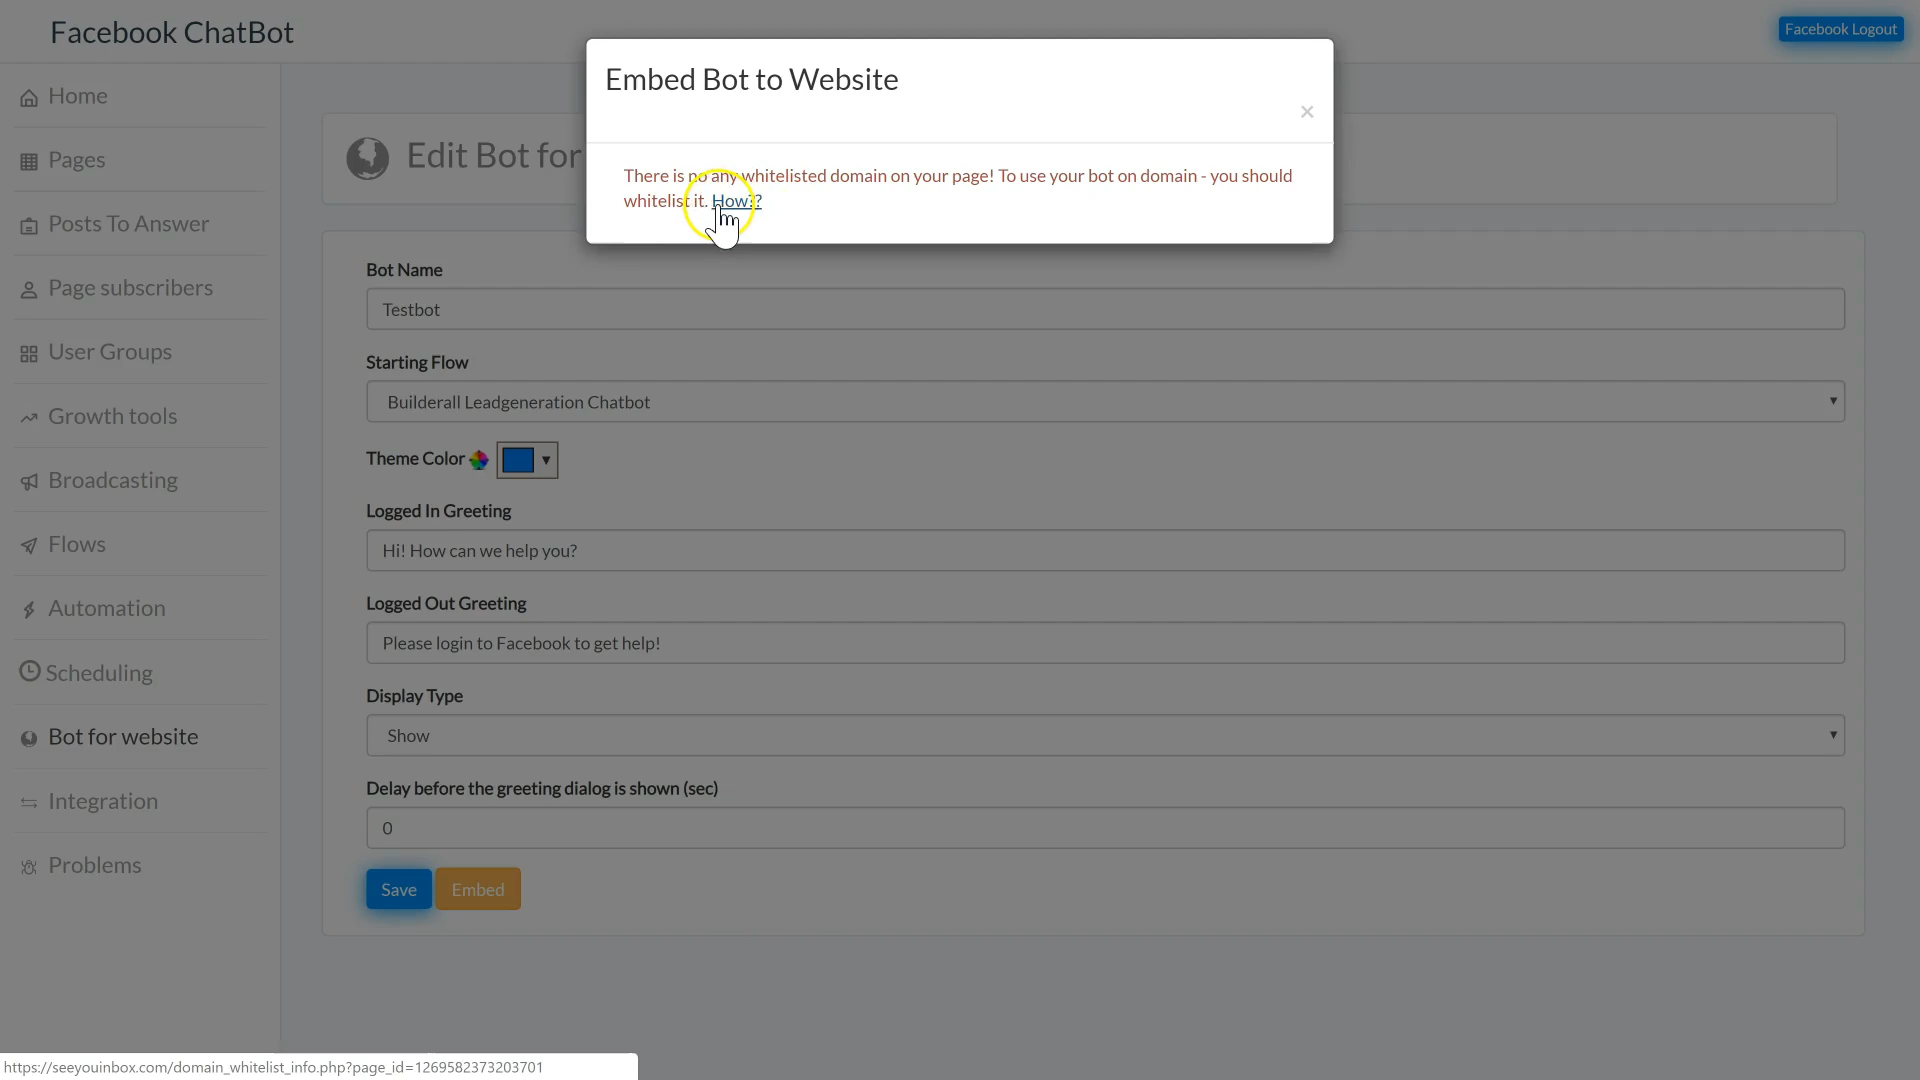 Facebook ChatBot
Facebook Logout
Embed Bot to Website
×
There is no any whitelisted domain on your page! To use your bot on domain - you should
whitelist it. How??
Home
Pages
Posts To Answer
Page subscribers
User Groups
Growth tools
Broadcasting
Flows
Automation
Scheduling
Bot for website
Integration
Problems
Edit Bot for
Bot Name
Testbot
Starting Flow
Builderall Leadgeneration Chatbot
Theme Color
Logged In Greeting
Hi! How can we help you?
Logged Out Greeting
Please login to Facebook to get help!
Display Type
Show
Delay before the greeting dialog is shown (sec)
0
Save Embed
https://seeyouinbox.com/domain_whitelist_info.php?page_id=1269582373203701